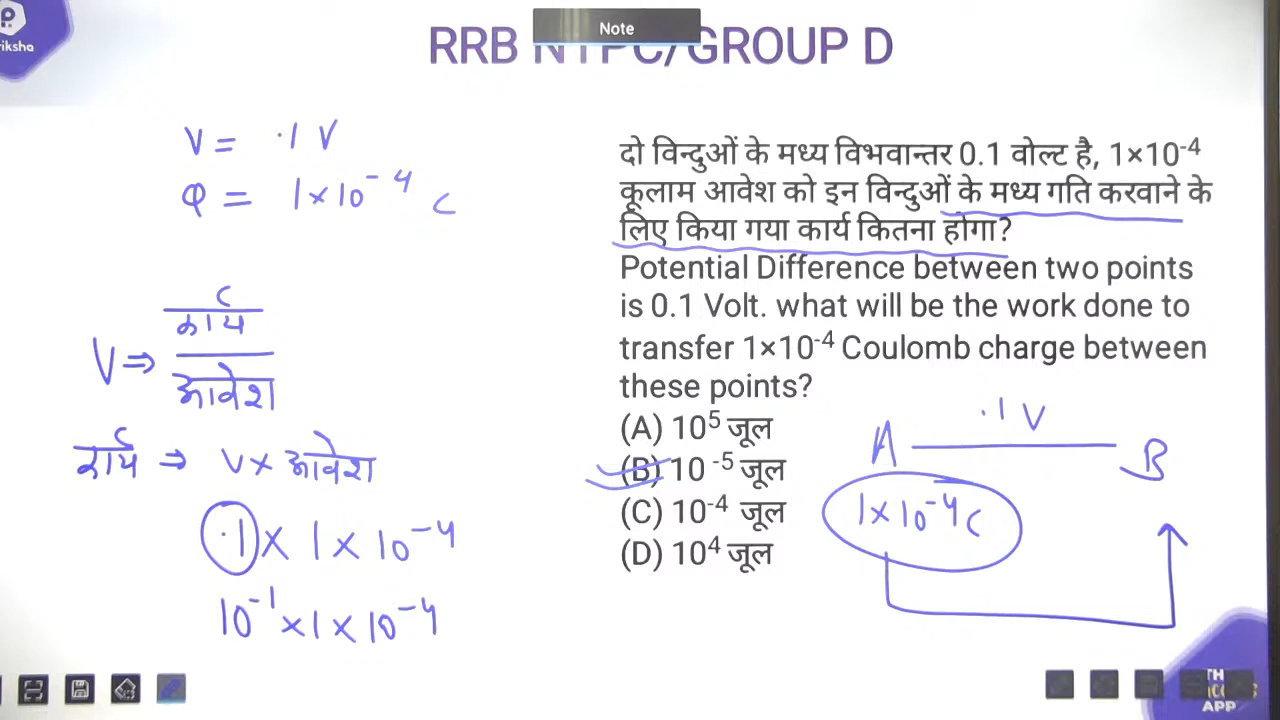 riksha
Note
RRB NTPC/GROUP D
V = .1 V
Q = 1×10⁻⁴ C
V ⇒ कार्य
आवेश
कार्य ⇒ V × आवेश
.1 × 1 × 10⁻⁴
10⁻¹ × 1 × 10⁻⁴
दो विन्दुओं के मध्य विभवान्तर 0.1 वोल्ट है, 1×10⁻⁴
कूलाम आवेश को इन विन्दुओं के मध्य गति करवाने के
लिए किया गया कार्य कितना होगा?
Potential Difference between two points
is 0.1 Volt. what will be the work done to
transfer 1×10⁻⁴ Coulomb charge between
these points?
(A) 10⁵ जूल
(B) 10 ⁻⁵ जूल
(C) 10⁻⁴ जूल
(D) 10⁴ जूल
.1 V
A B
1×10⁻⁴ C
APP